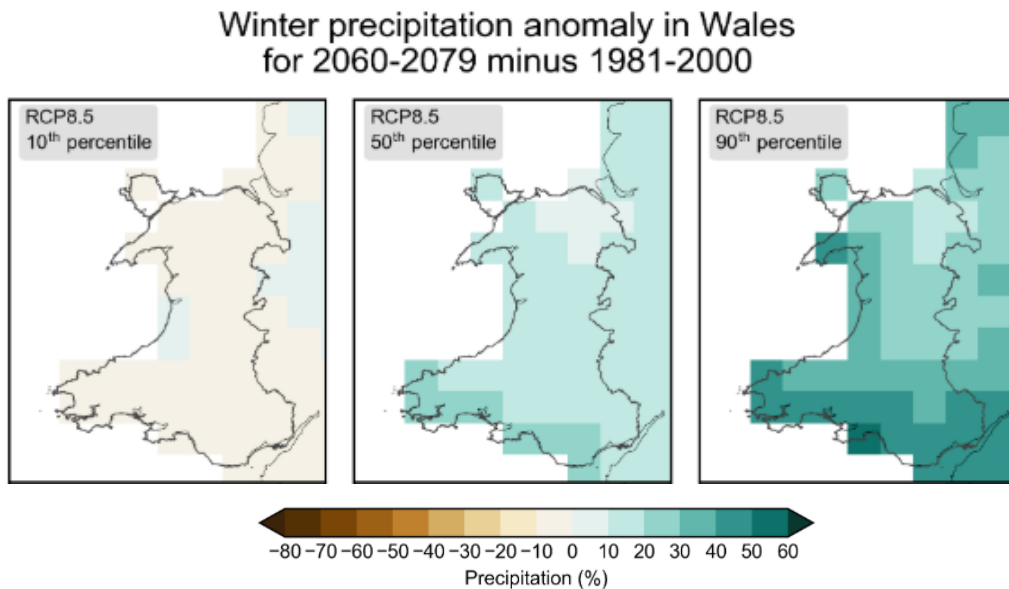 Winter precipitation anomaly in Wales
for 2060-2079 minus 1981-2000
RCP8.5
10th percentile
RCP8.5
50th percentile
RCP8.5
90th percentile
−80 −70 −60 −50 −40 −30 −20 −10 0 10 20 30 40 50 60
Precipitation (%)